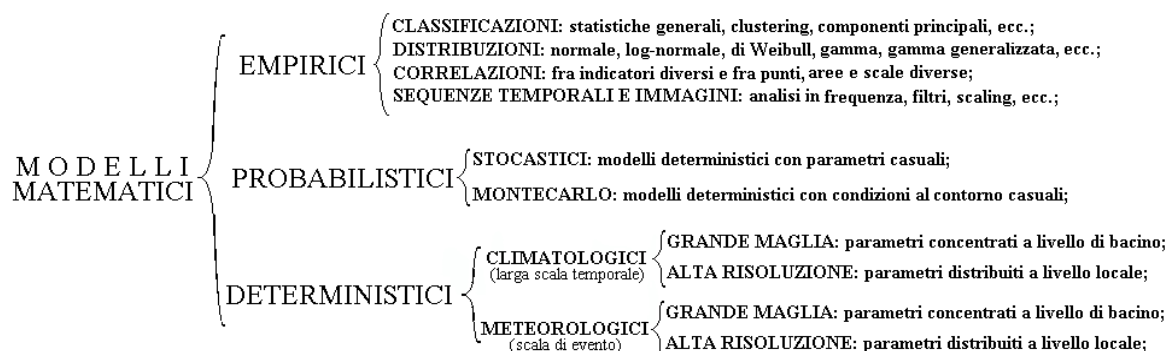 MODELLI
MATEMATICI
EMPIRICI
CLASSIFICAZIONI: statistiche generali, clustering, componenti principali, ecc.;
DISTRIBUZIONI: normale, log-normale, di Weibull, gamma, gamma generalizzata, ecc.;
CORRELAZIONI: fra indicatori diversi e fra punti, aree e scale diverse;
SEQUENZE TEMPORALI E IMMAGINI: analisi in frequenza, filtri, scaling, ecc.;
PROBABILISTICI
STOCASTICI: modelli deterministici con parametri casuali;
MONTECARLO: modelli deterministici con condizioni al contorno casuali;
DETERMINISTICI
CLIMATOLOGICI
(larga scala temporale)
GRANDE MAGLIA: parametri concentrati a livello di bacino;
ALTA RISOLUZIONE: parametri distribuiti a livello locale;
METEOROLOGICI
(scala di evento)
GRANDE MAGLIA: parametri concentrati a livello di bacino;
ALTA RISOLUZIONE: parametri distribuiti a livello locale;